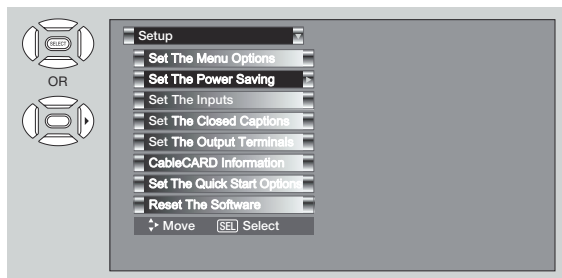 SELECT
OR
Setup
Set The Menu Options
Set The Power Saving
Set The Inputs
Set The Closed Captions
Set The Output Terminals
CableCARD Information
Set The Quick Start Options
Reset The Software
Move SEL Select